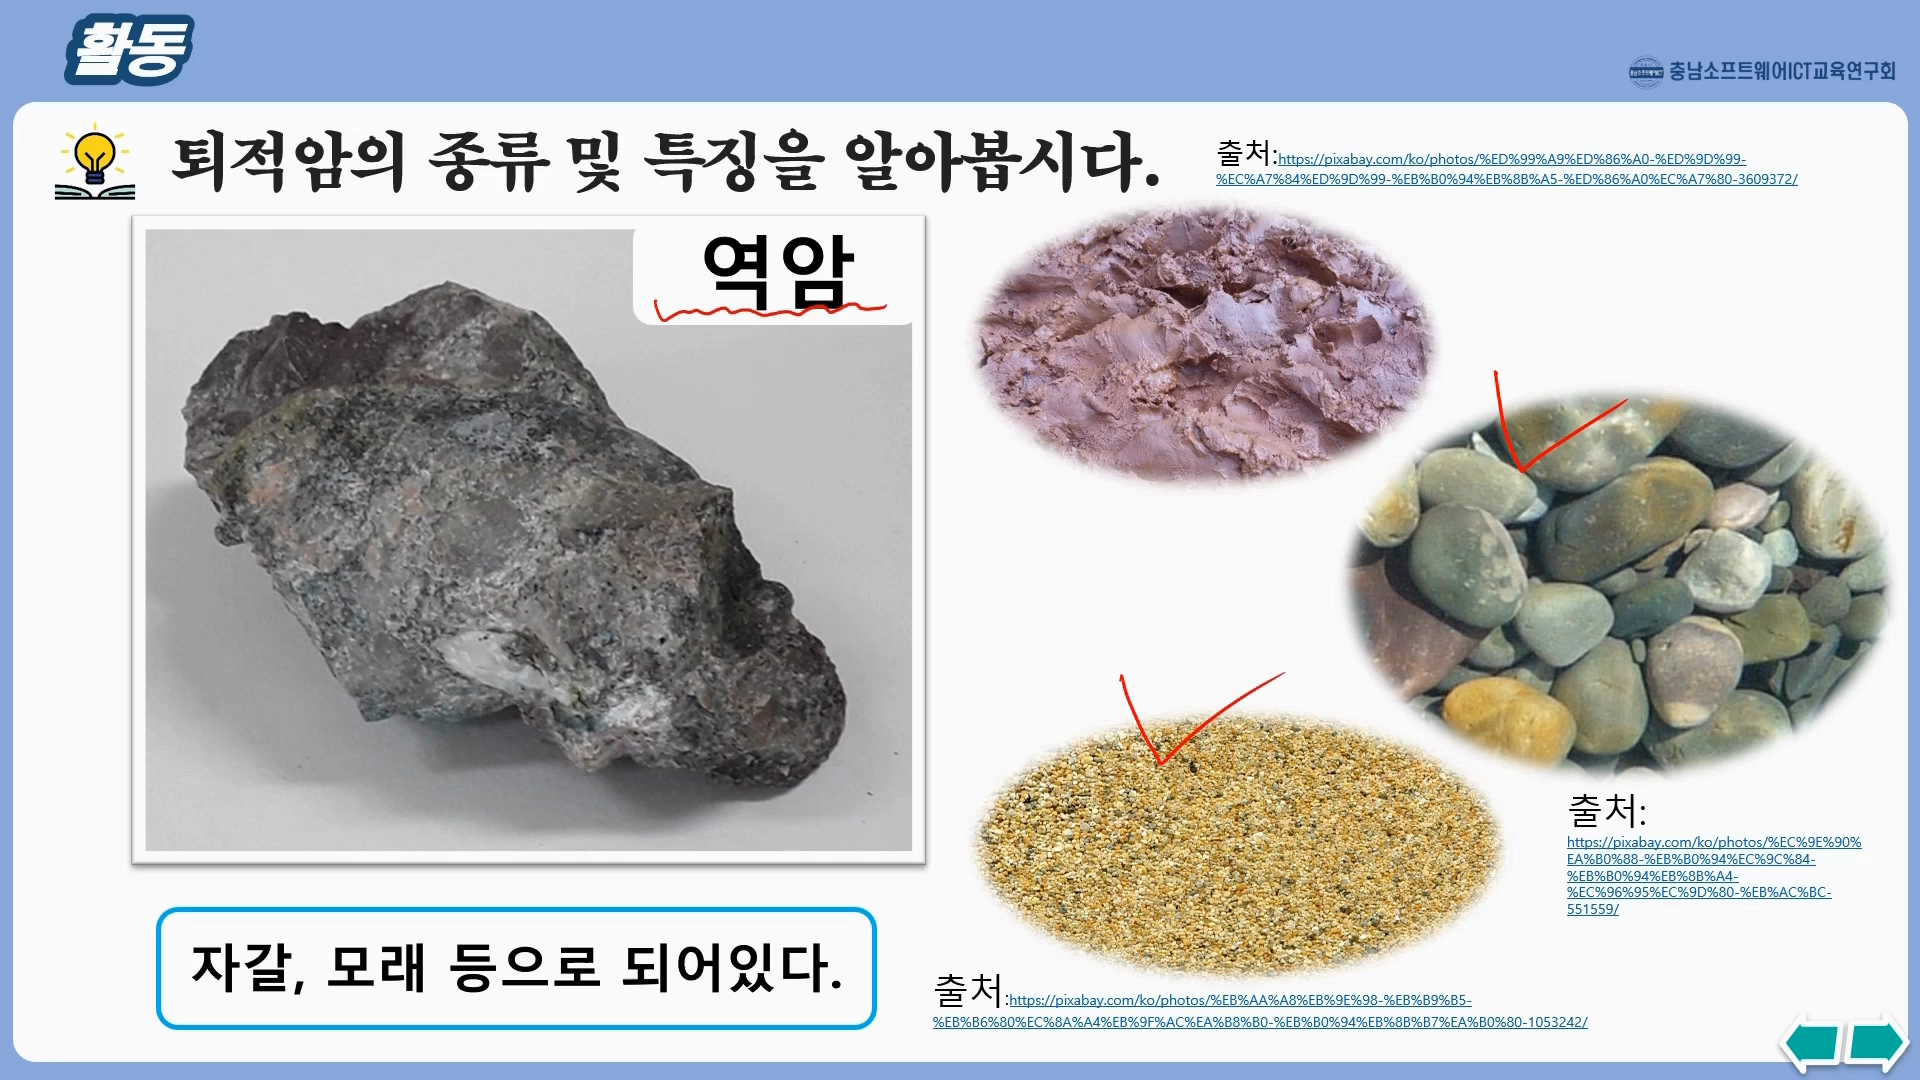 활동
충남소프트웨어ICT교육연구회
퇴적암의 종류 및 특징을 알아봅시다.
출처:https://pixabay.com/ko/photos/%ED%99%A9%ED%86%A0-%ED%9D%99-
%EC%A7%84%ED%9D%99-%EB%B0%94%EB%8B%A5-%ED%86%A0%EC%A7%80-3609372/
역암
출처:
https://pixabay.com/ko/photos/%EC%9E%90%
EA%B0%88-%EB%B0%94%EC%9C%84-
%EB%B0%94%EB%8B%A4-
%EC%96%95%EC%9D%80-%EB%AC%BC-
551559/
자갈, 모래 등으로 되어있다.
출처:https://pixabay.com/ko/photos/%EB%AA%A8%EB%9E%98-%EB%B9%B5-
%EB%B6%80%EC%8A%A4%EB%9F%AC%EA%B8%B0-%EB%B0%94%EB%8B%B7%EA%B0%80-1053242/